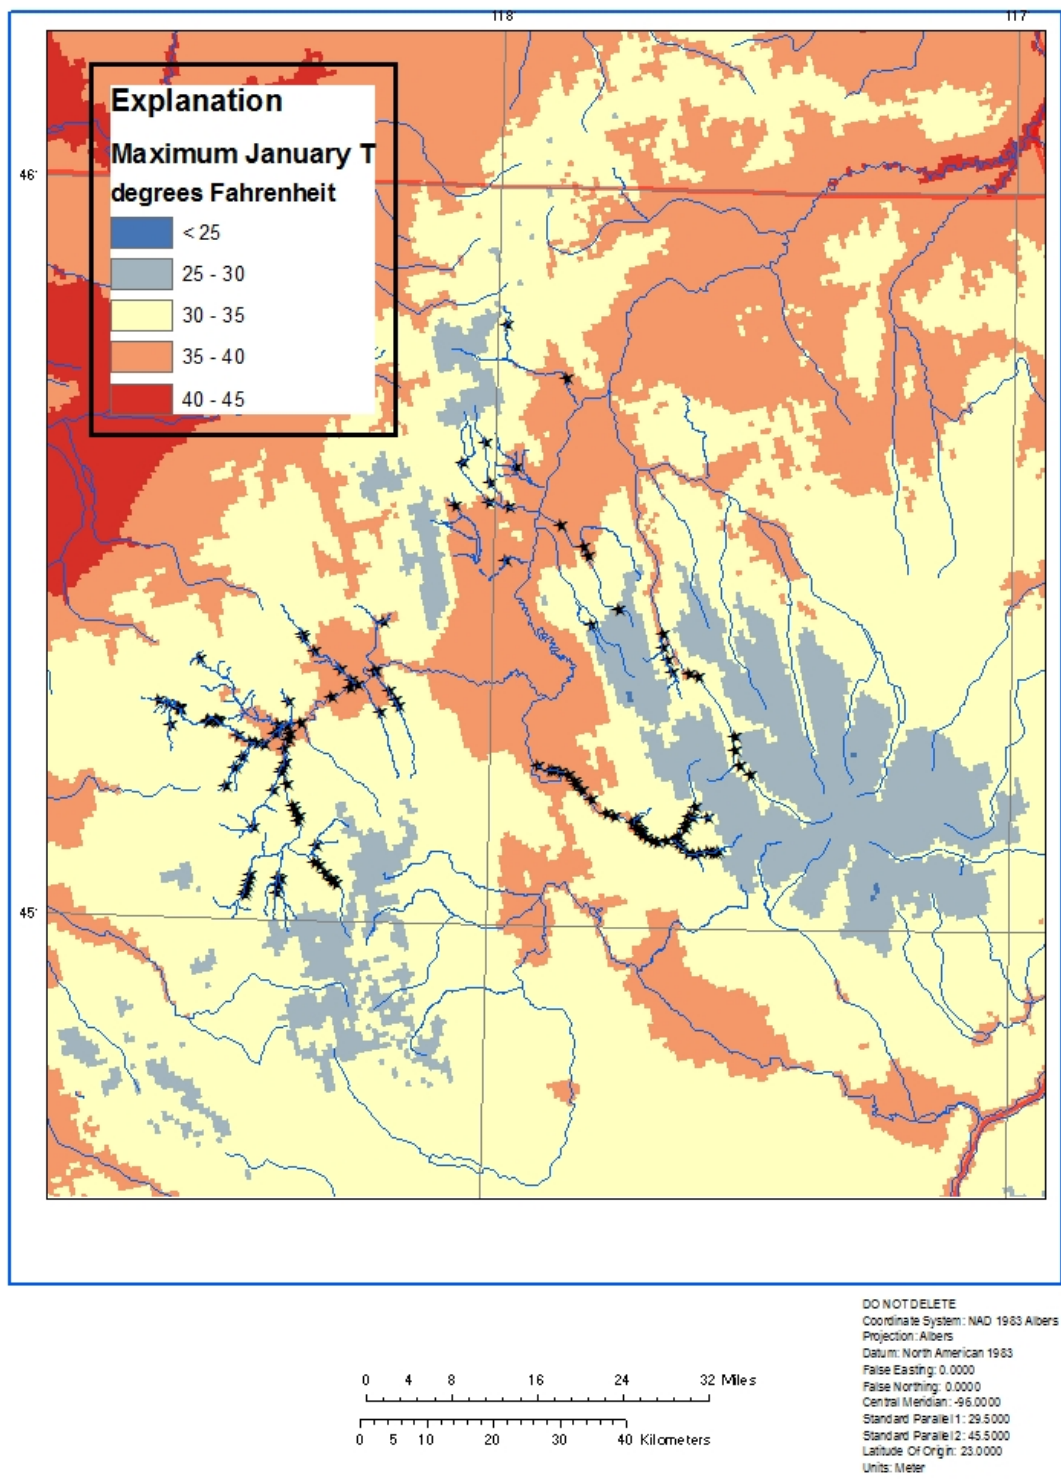 118°
117°
Explanation
Maximum January T
degrees Fahrenheit
< 25
25 - 30
30 - 35
35 - 40
40 - 45
46°
45°
0 4 8 16 24 32 Miles
0 5 10 20 30 40 Kilometers
DO NOT DELETE
Coordinate System: NAD 1983 Albers
Projection: Albers
Datum: North American 1983
False Easting: 0.0000
False Northing: 0.0000
Central Meridian: -96.0000
Standard Parallel 1: 29.5000
Standard Parallel 2: 45.5000
Latitude Of Origin: 23.0000
Units: Meter